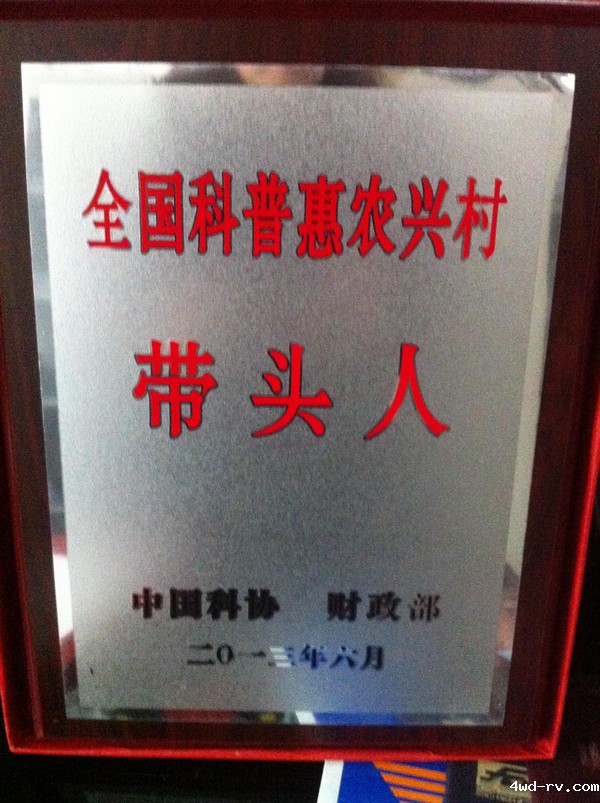 全国科普惠农兴村
带头人
中国科协 财政部
二0一三年六月
4wd-rv.com